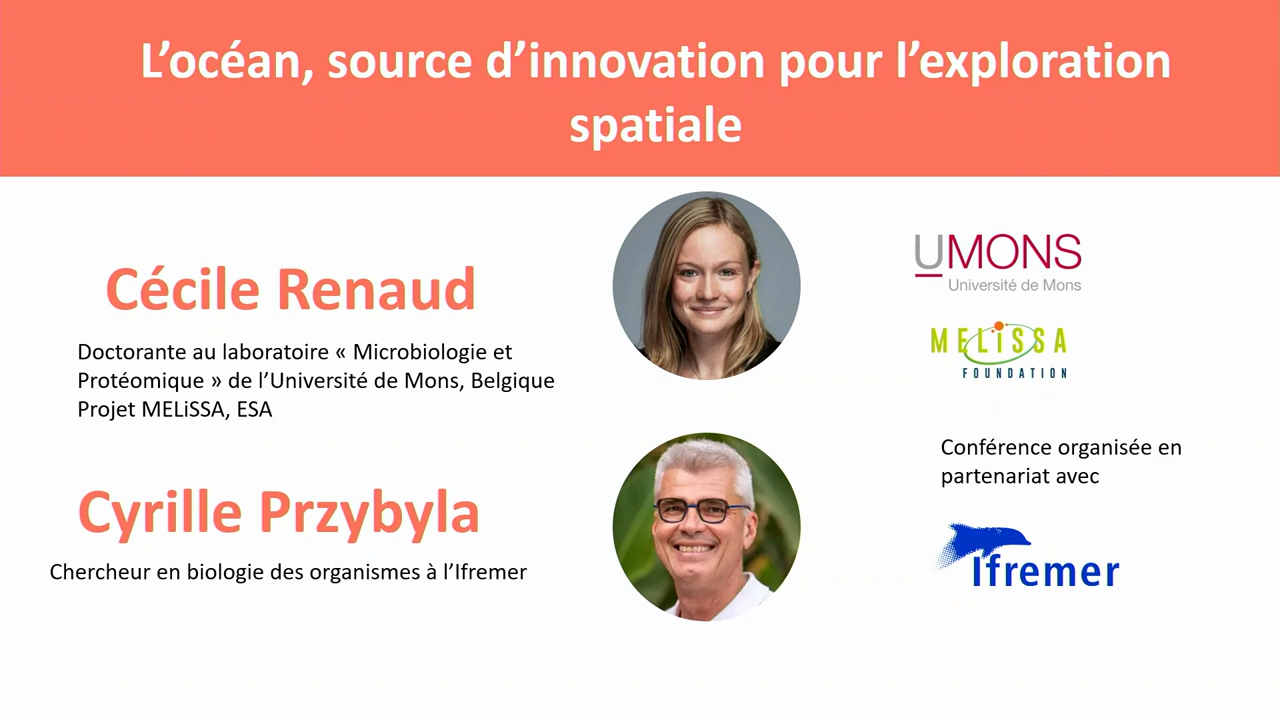 L’océan, source d’innovation pour l’exploration
spatiale
Cécile Renaud
Doctorante au laboratoire « Microbiologie et
Protéomique » de l’Université de Mons, Belgique
Projet MELiSSA, ESA
UMONS
Université de Mons
MELiSSA
FOUNDATION
Cyrille Przybyla
Chercheur en biologie des organismes à l’Ifremer
Conférence organisée en
partenariat avec
Ifremer